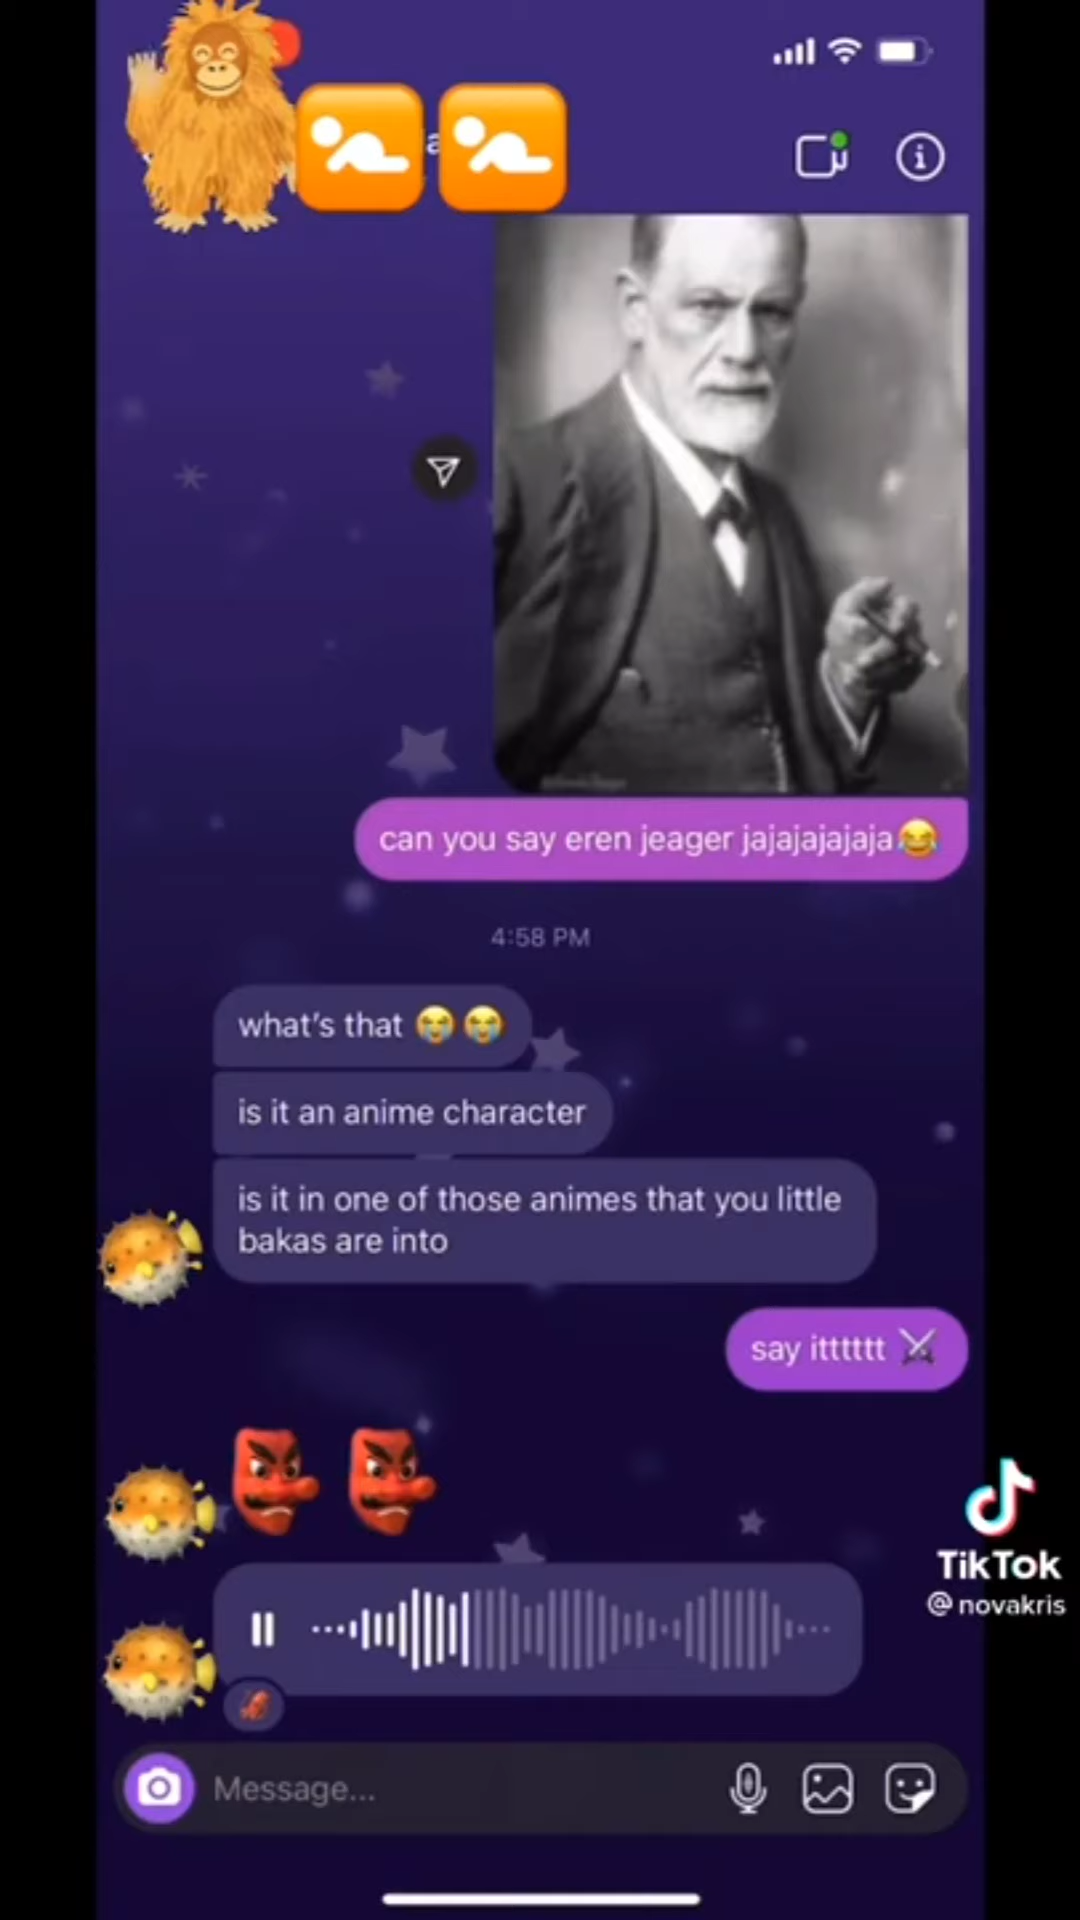 can you say eren jeager jajajajajaja😂
4:58 PM
what's that 😭😭
is it an anime character
is it in one of those animes that you little
bakas are into
say itttttt ⚔️
TikTok
@novakris
Message...